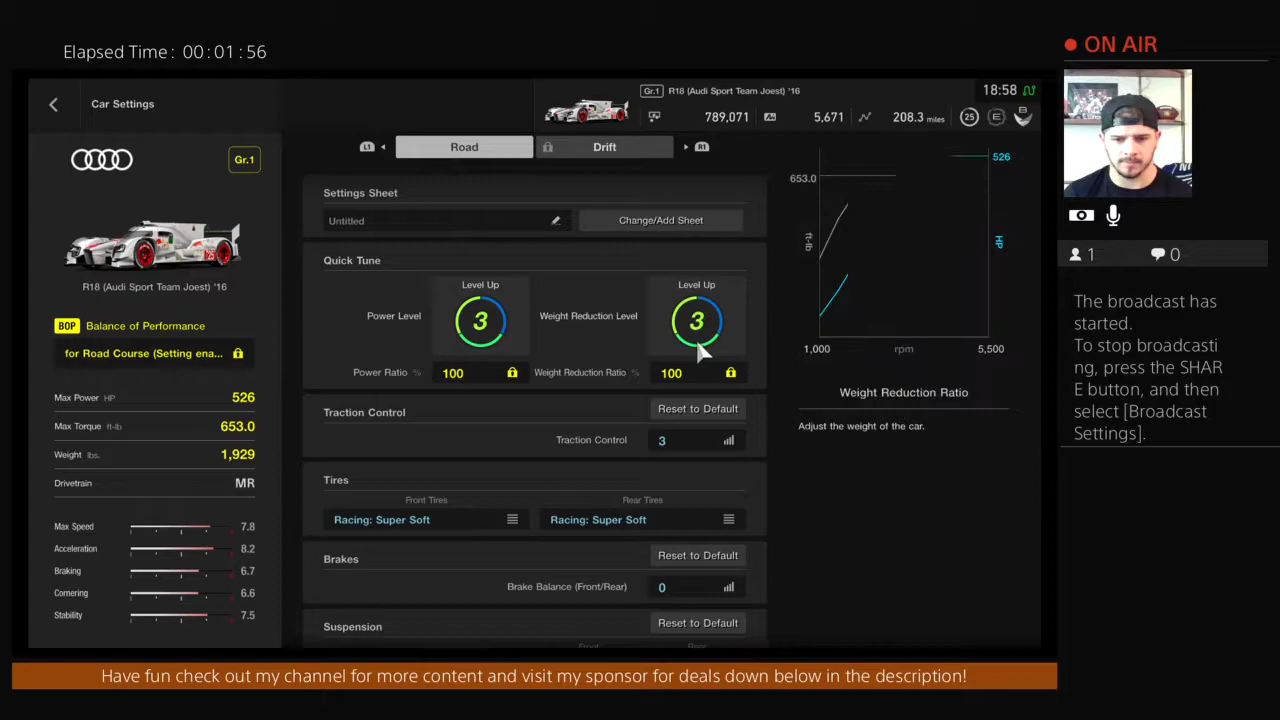 Elapsed Time: 00:01:56
ON AIR
Car Settings
Gr.1 R18 (Audi Sport Team Joest) '16
18:58
789,071 5,671 208.3 miles 25 E B
Gr.1
L1 Road Drift R1
R18 (Audi Sport Team Joest) '16
BOP Balance of Performance
for Road Course (Setting ena...
Max Power HP 526
Max Torque ft-lb 653.0
Weight lbs. 1,929
Drivetrain MR
Max Speed 7.8
Acceleration 8.2
Braking 6.7
Cornering 6.6
Stability 7.5
Settings Sheet
Untitled Change/Add Sheet
Quick Tune
Level Up Level Up
Power Level 3 Weight Reduction Level 3
Power Ratio % 100 Weight Reduction Ratio % 100
Traction Control Reset to Default
Traction Control 3
Tires
Front Tires Rear Tires
Racing: Super Soft Racing: Super Soft
Brakes Reset to Default
Brake Balance (Front/Rear) 0
Suspension Reset to Default
Front Rear
526
653.0
ft-lb HP
1,000 rpm 5,500
Weight Reduction Ratio
Adjust the weight of the car.
1 0
The broadcast has
started.
To stop broadcasti
ng, press the SHAR
E button, and then
select [Broadcast
Settings].
Have fun check out my channel for more content and visit my sponsor for deals down below in the description!